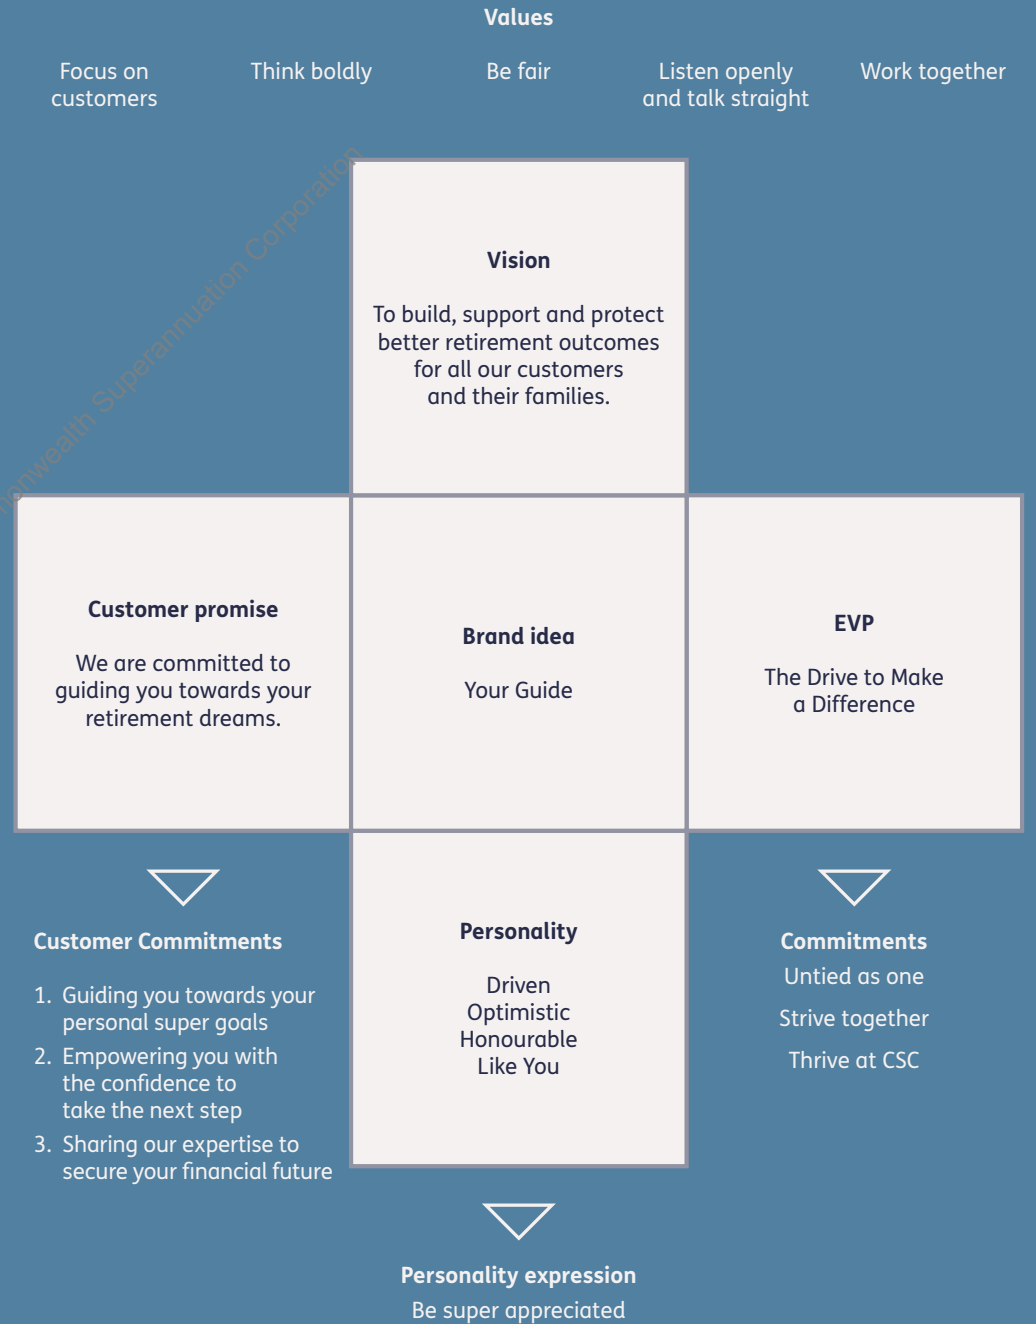 Values
Focus on
customers
Think boldly
Be fair
Listen openly
and talk straight
Work together
Superannuation Corporation
Vision
To build, support and protect
better retirement outcomes
for all our customers
and their families.
Customer promise
We are committed to
guiding you towards your
retirement dreams.
Brand idea
Your Guide
EVP
The Drive to Make
a Difference
Customer Commitments
1. Guiding you towards your
personal super goals
2. Empowering you with
the confidence to
take the next step
3. Sharing our expertise to
secure your financial future
Personality
Driven
Optimistic
Honourable
Like You
Commitments
Untied as one
Strive together
Thrive at CSC
Personality expression
Be super appreciated